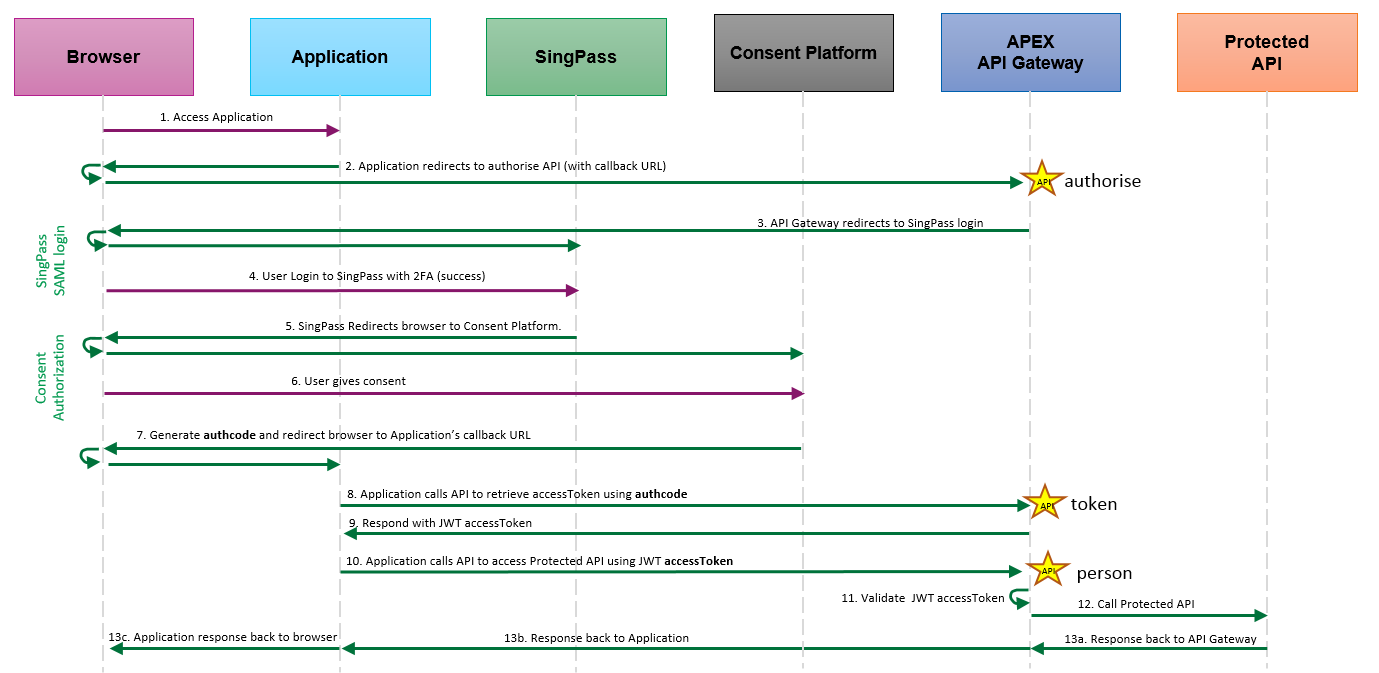 Browser
Application
SingPass
Consent Platform
APEX
API Gateway
Protected
API
1. Access Application
2. Application redirects to authorise API (with callback URL)
API
authorise
3. API Gateway redirects to SingPass login
SingPass
SAML login
4. User Login to SingPass with 2FA (success)
5. SingPass Redirects browser to Consent Platform.
Consent
Authorization
6. User gives consent
7. Generate authcode and redirect browser to Application's callback URL
8. Application calls API to retrieve accessToken using authcode
API
token
9. Respond with JWT accessToken
10. Application calls API to access Protected API using JWT accessToken
API
person
11. Validate  JWT accessToken
12. Call Protected API
13c. Application response back to browser
13b. Response back to Application
13a. Response back to API Gateway